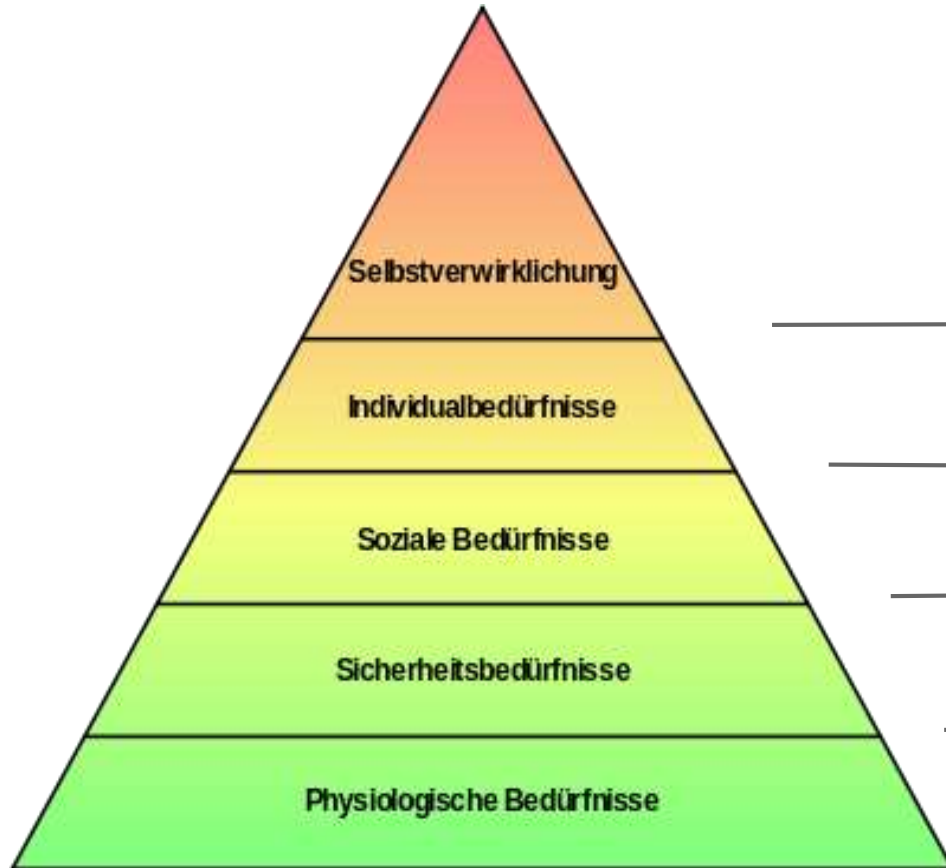 Selbstverwirklichung
Individualbedürfnisse
Soziale Bedürfnisse
Sicherheitsbedürfnisse
Physiologische Bedürfnisse